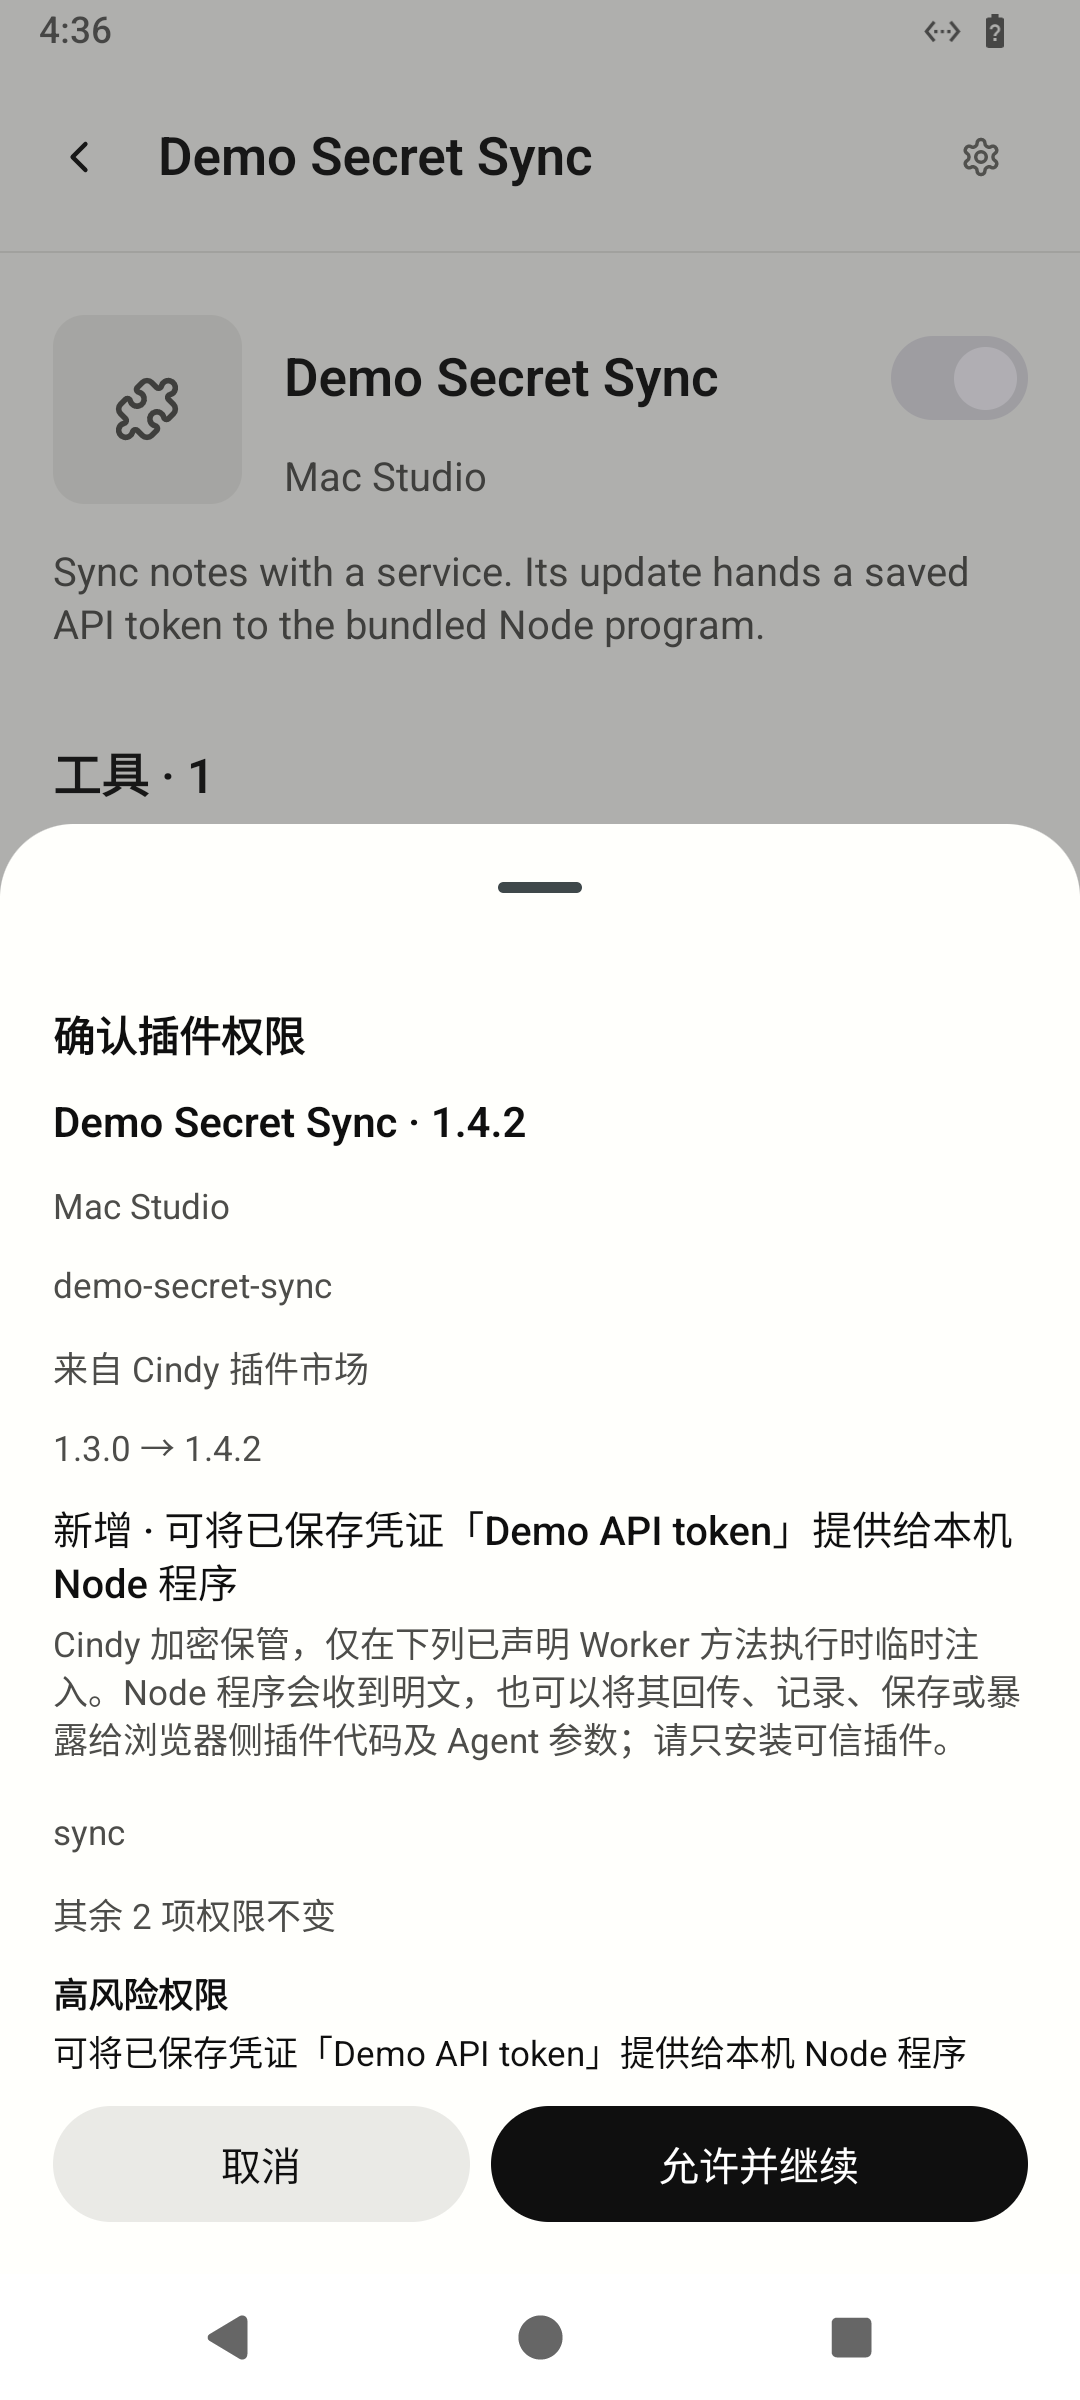 4:36
Demo Secret Sync
Demo Secret Sync
Mac Studio
Sync notes with a service. Its update hands a saved
API token to the bundled Node program.
工具 · 1
确认插件权限
Demo Secret Sync · 1.4.2
Mac Studio
demo-secret-sync
来自 Cindy 插件市场
1.3.0 → 1.4.2
新增 · 可将已保存凭证「Demo API token」提供给本机
Node 程序
Cindy 加密保管，仅在下列已声明 Worker 方法执行时临时注
入。Node 程序会收到明文，也可以将其回传、记录、保存或暴
露给浏览器侧插件代码及 Agent 参数；请只安装可信插件。
sync
其余 2 项权限不变
高风险权限
可将已保存凭证「Demo API token」提供给本机 Node 程序
取消
允许并继续